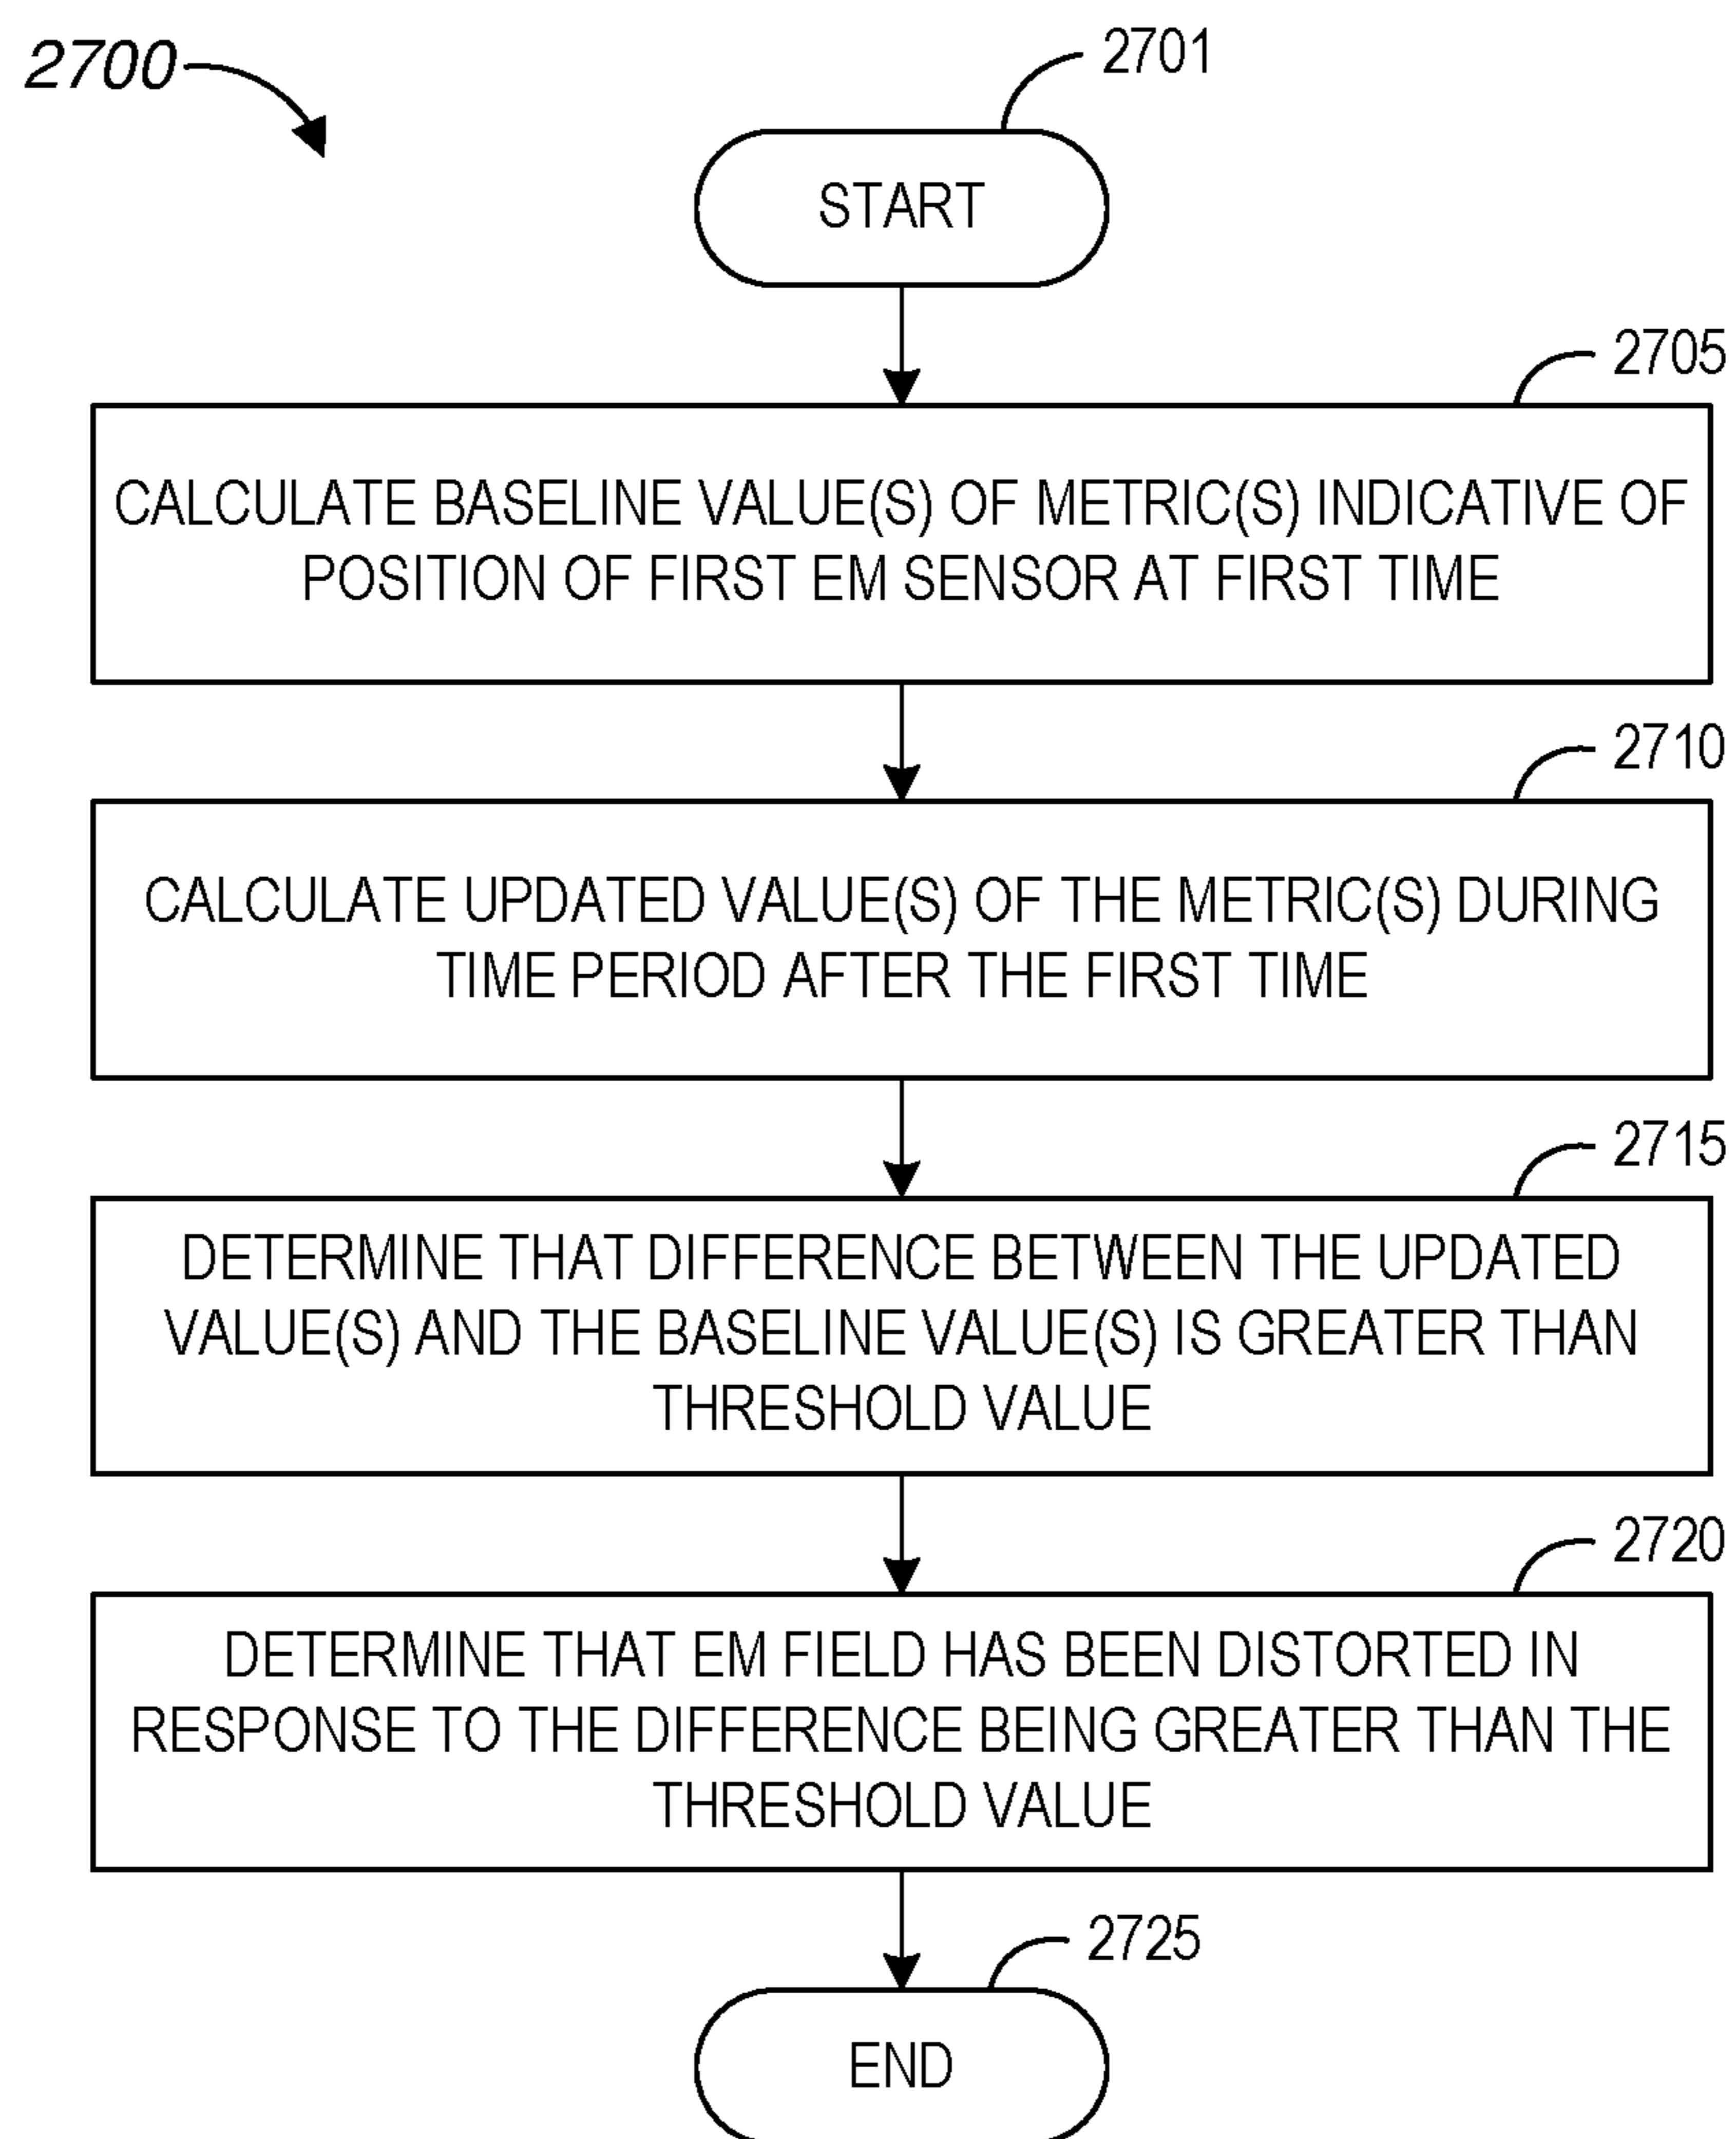 2700
2701
START
2705
CALCULATE BASELINE VALUE(S) OF METRIC(S) INDICATIVE OF
POSITION OF FIRST EM SENSOR AT FIRST TIME
2710
CALCULATE UPDATED VALUE(S) OF THE METRIC(S) DURING
TIME PERIOD AFTER THE FIRST TIME
2715
DETERMINE THAT DIFFERENCE BETWEEN THE UPDATED
VALUE(S) AND THE BASELINE VALUE(S) IS GREATER THAN
THRESHOLD VALUE
2720
DETERMINE THAT EM FIELD HAS BEEN DISTORTED IN
RESPONSE TO THE DIFFERENCE BEING GREATER THAN THE
THRESHOLD VALUE
2725
END